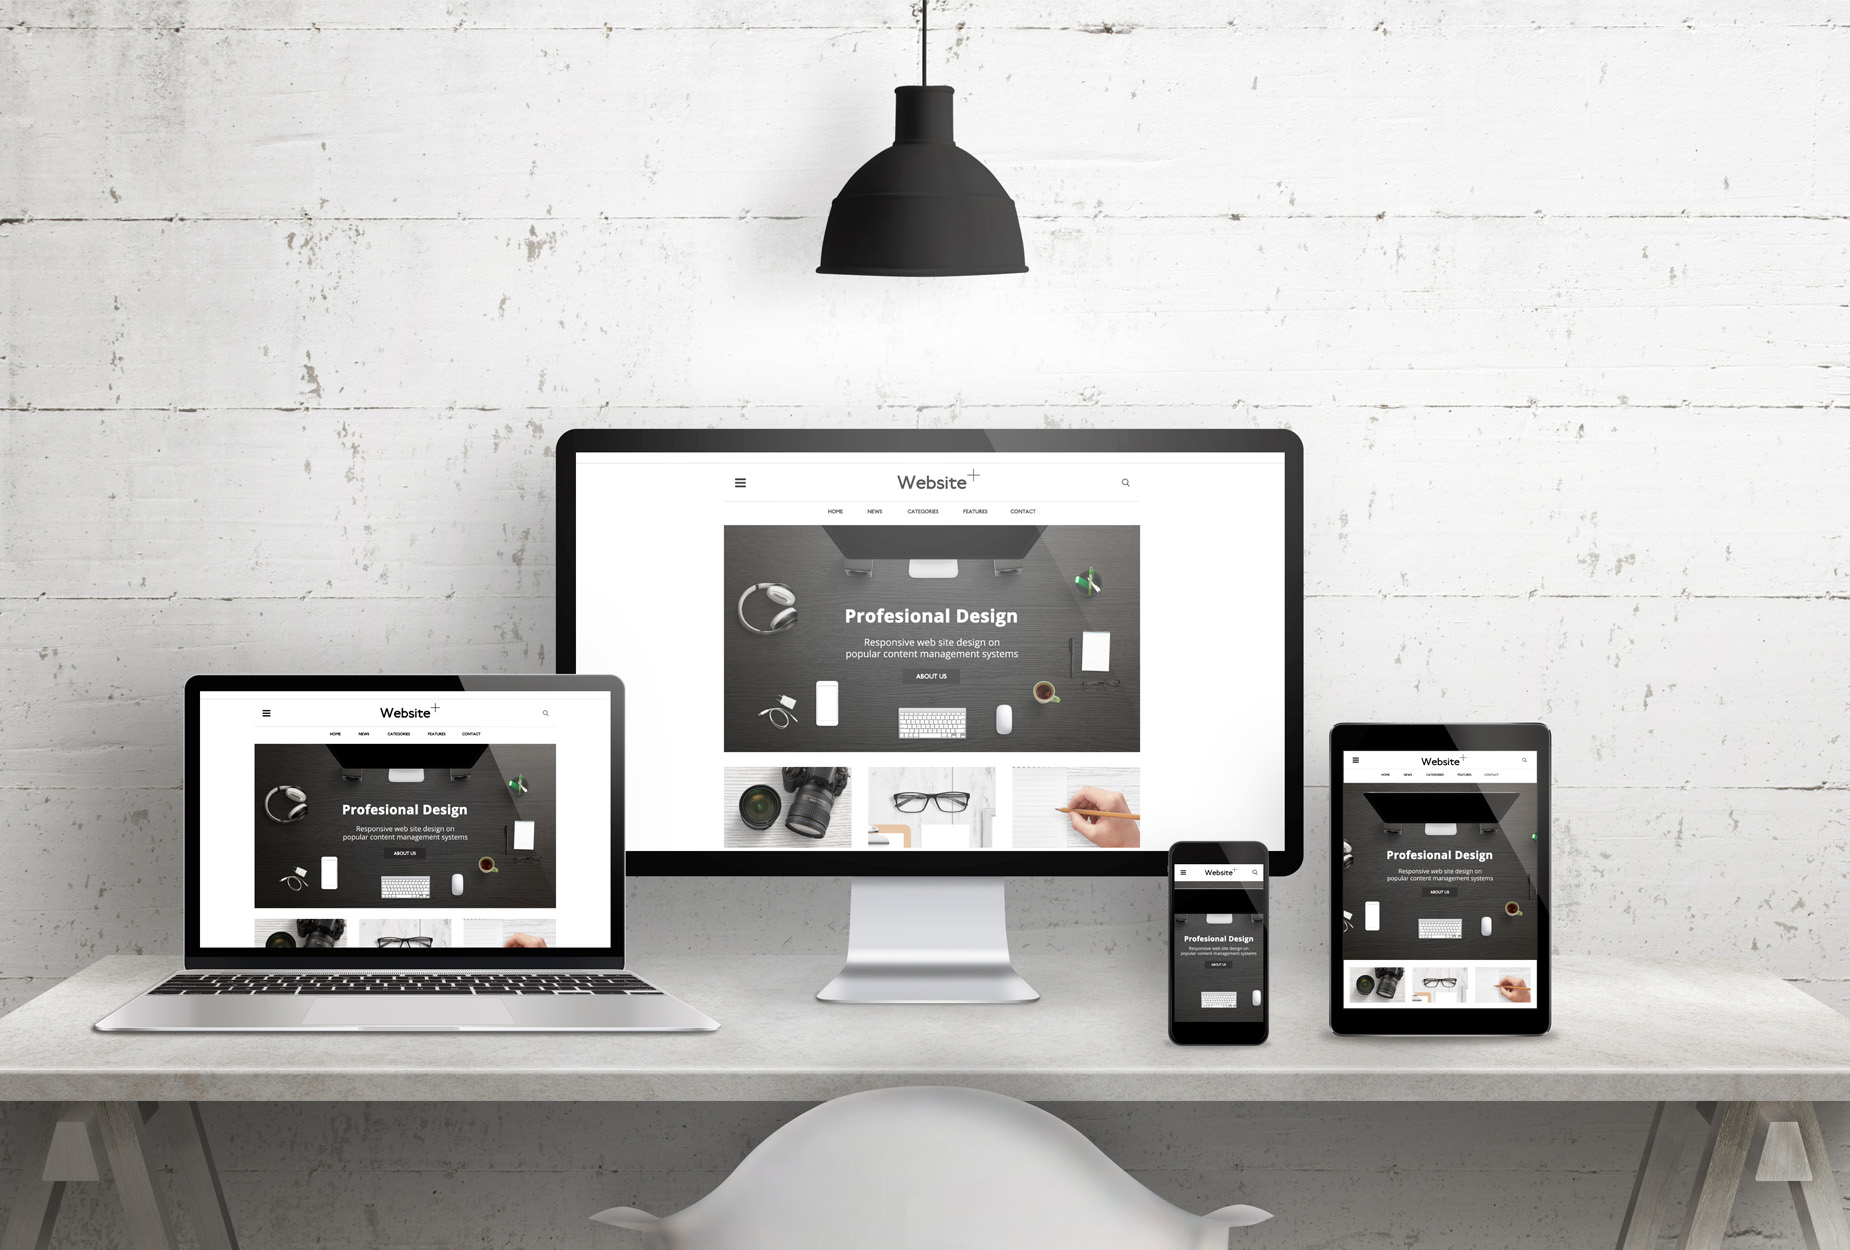 Website+
HOME NEWS CATEGORIES FEATURES CONTACT
Profesional Design
Responsive web site design on
popular content management systems
ABOUT US
Website+
HOME NEWS CATEGORIES FEATURES CONTACT
Profesional Design
Responsive web site design on
popular content management systems
ABOUT US
Website+
Profesional Design
Responsive web site design on
popular content management systems
ABOUT US
Website+
HOME NEWS CATEGORIES FEATURES CONTACT
Profesional Design
Responsive web site design on
popular content management systems
ABOUT US